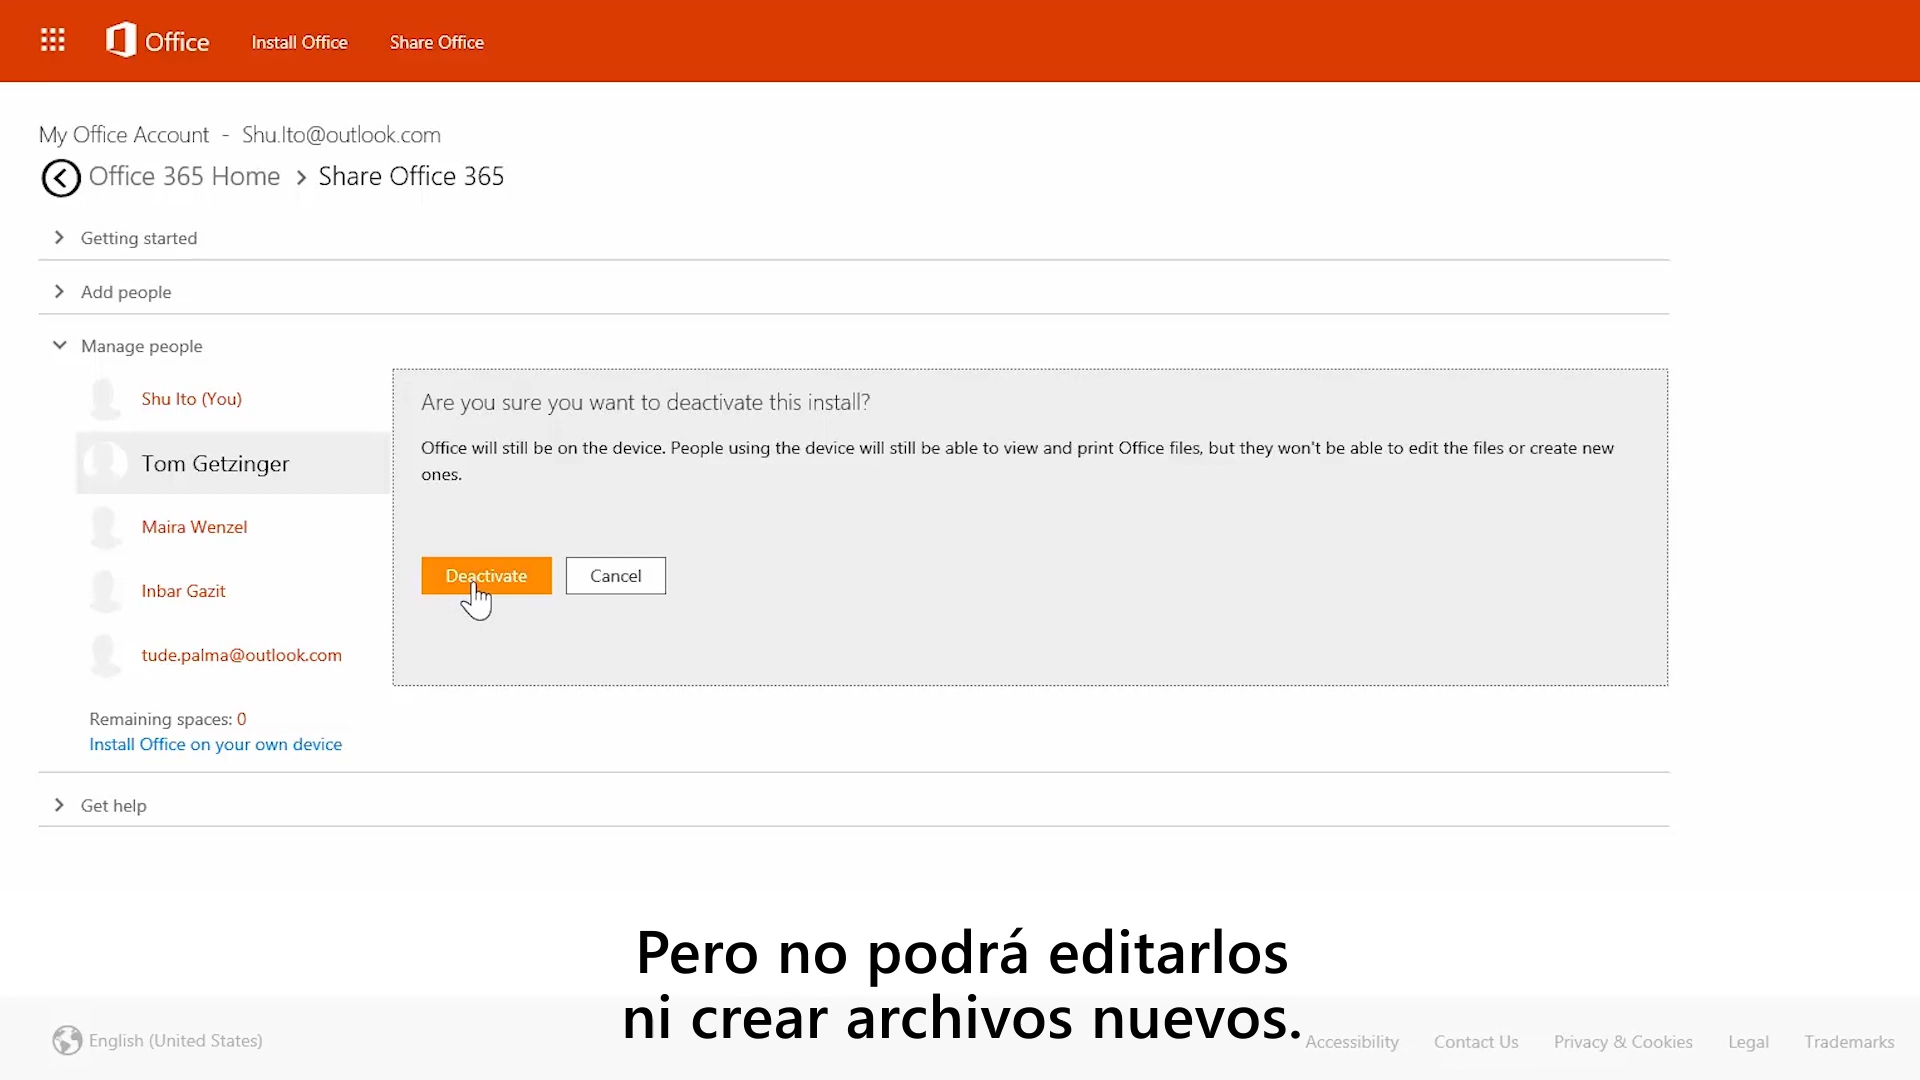 Office Install Office Share Office
My Office Account - Shu.Ito@outlook.com
Office 365 Home > Share Office 365
Getting started
Add people
Manage people
Shu Ito (You)
Tom Getzinger
Maira Wenzel
Inbar Gazit
tude.palma@outlook.com
Remaining spaces: 0
Install Office on your own device
Are you sure you want to deactivate this install?
Office will still be on the device. People using the device will still be able to view and print Office files, but they won't be able to edit the files or create new
ones.
Deactivate Cancel
Get help
Pero no podrá editarlos
ni crear archivos nuevos.
English (United States)
Accessibility Contact Us Privacy & Cookies Legal Trademarks